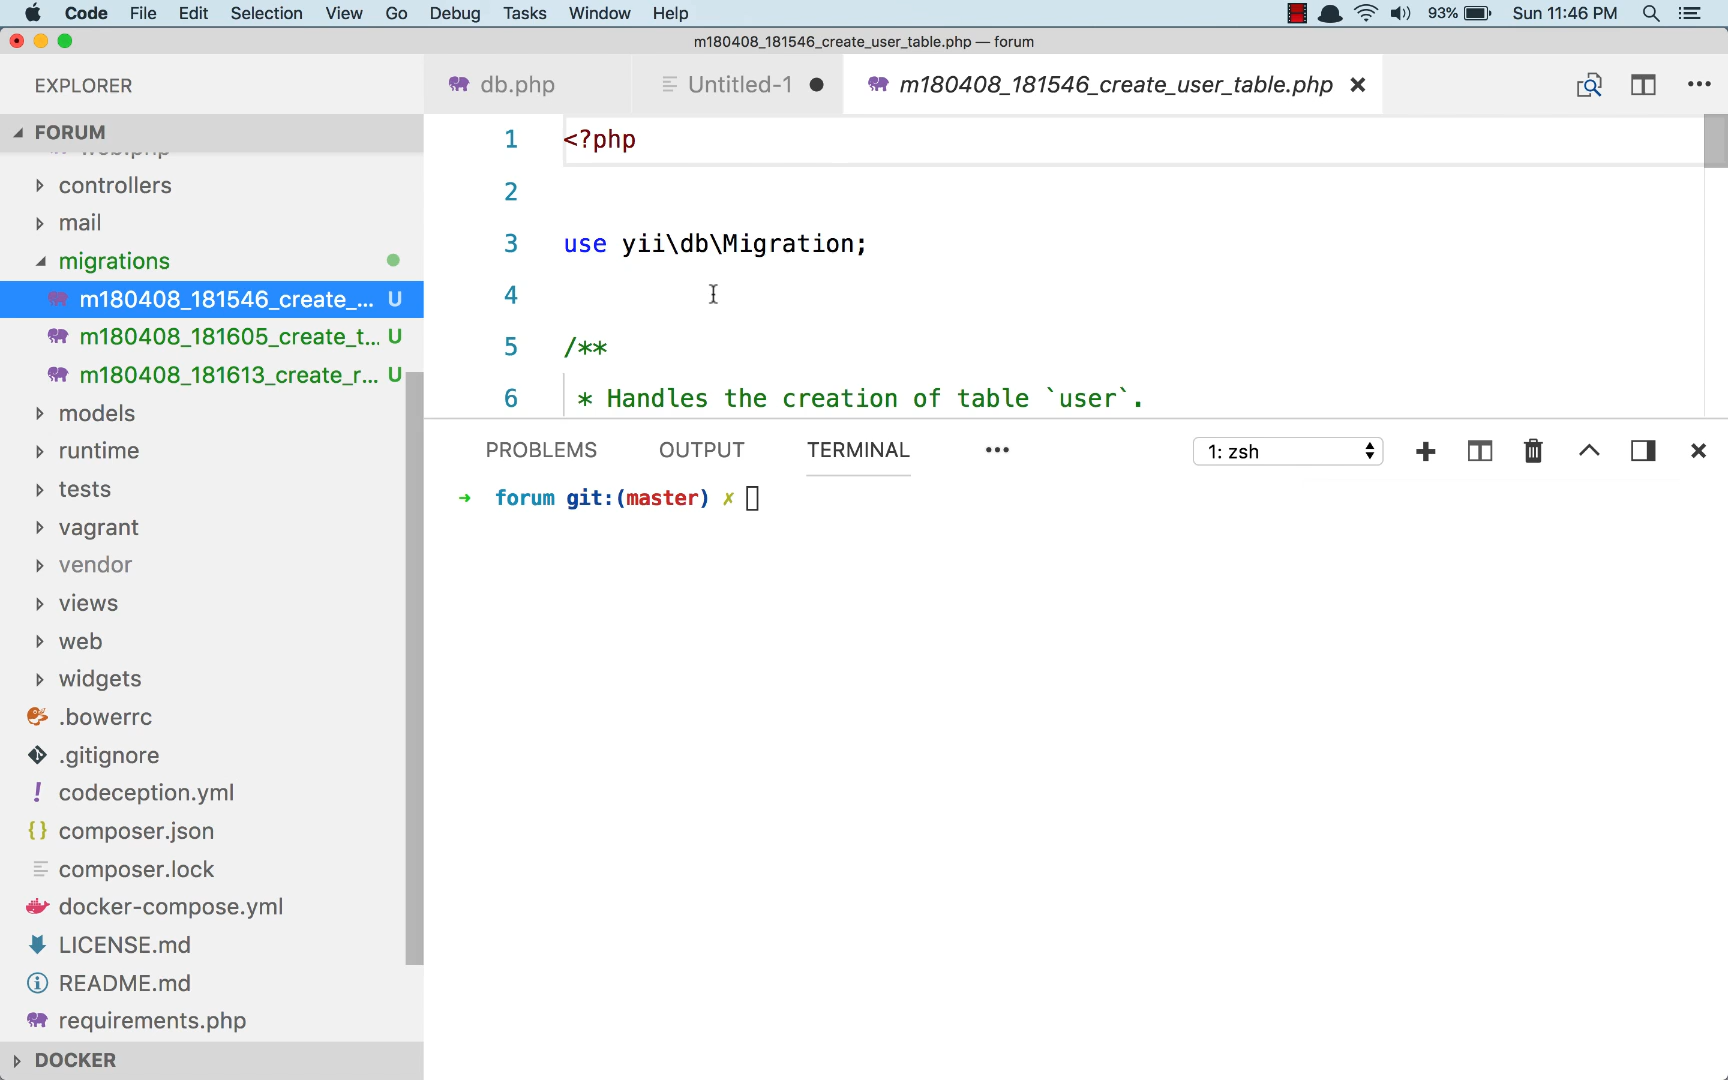 Code File Edit Selection View Go Debug Tasks Window Help 93% Sun 11:46 PM
m180408_181546_create_user_table.php — forum
EXPLORER
db.php
Untitled-1
m180408_181546_create_user_table.php
FORUM
web.php
controllers
mail
migrations
m180408_181546_create_... U
m180408_181605_create_t... U
m180408_181613_create_r... U
models
runtime
tests
vagrant
vendor
views
web
widgets
.bowerrc
.gitignore
codeception.yml
composer.json
composer.lock
docker-compose.yml
LICENSE.md
README.md
requirements.php
DOCKER
1 <?php
2
3 use yii\db\Migration;
4
5 /**
6 * Handles the creation of table `user`.
PROBLEMS OUTPUT TERMINAL ••• 1: zsh
→ forum git:(master) ✗